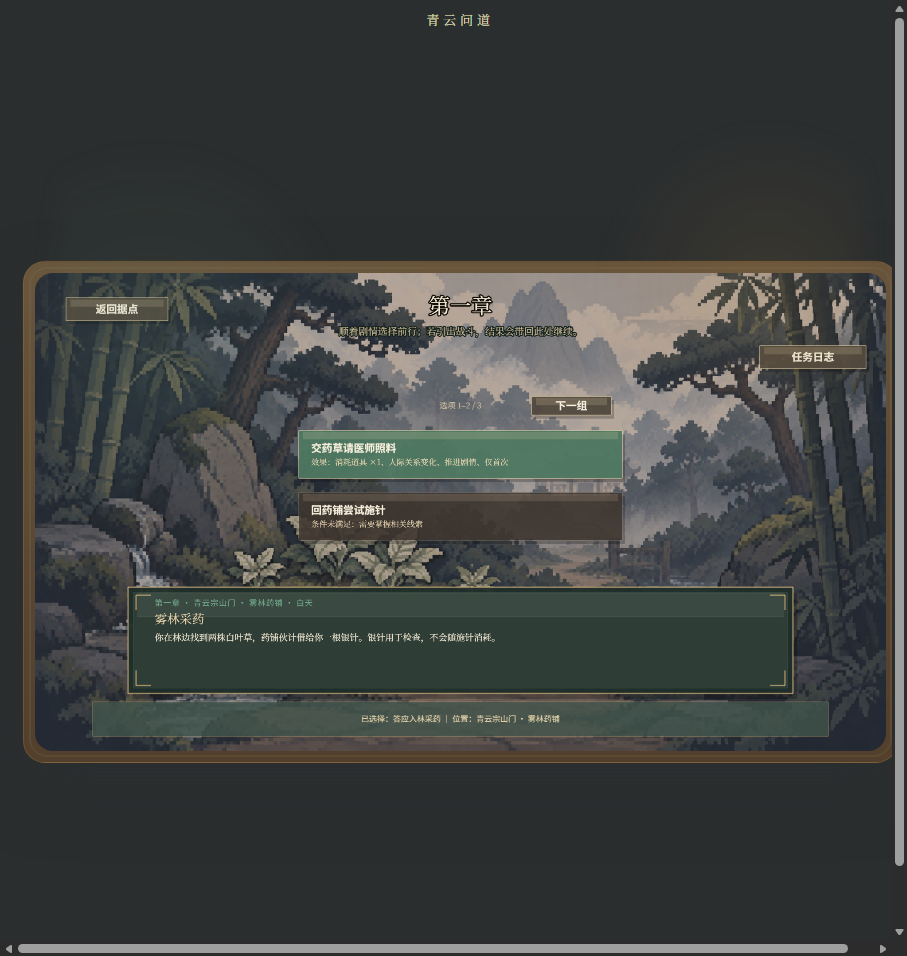 青云问道
返回据点
第一章
顺着剧情选择前行；若引出战斗，结果会带回此处继续。
任务日志
选项 1–2 / 3
下一组
交药草请医师照料
效果：消耗道具 ×1、人际关系变化、推进剧情、仅首次
回药铺尝试施针
条件未满足：需要掌握相关线索
第一章 · 青云宗山门 · 雾林药铺 · 白天
雾林采药
你在林边找到两株白叶草，药铺伙计借给你一根银针。银针用于检查，不会随施针消耗。
已选择：答应入林采药 | 位置：青云宗山门 · 雾林药铺